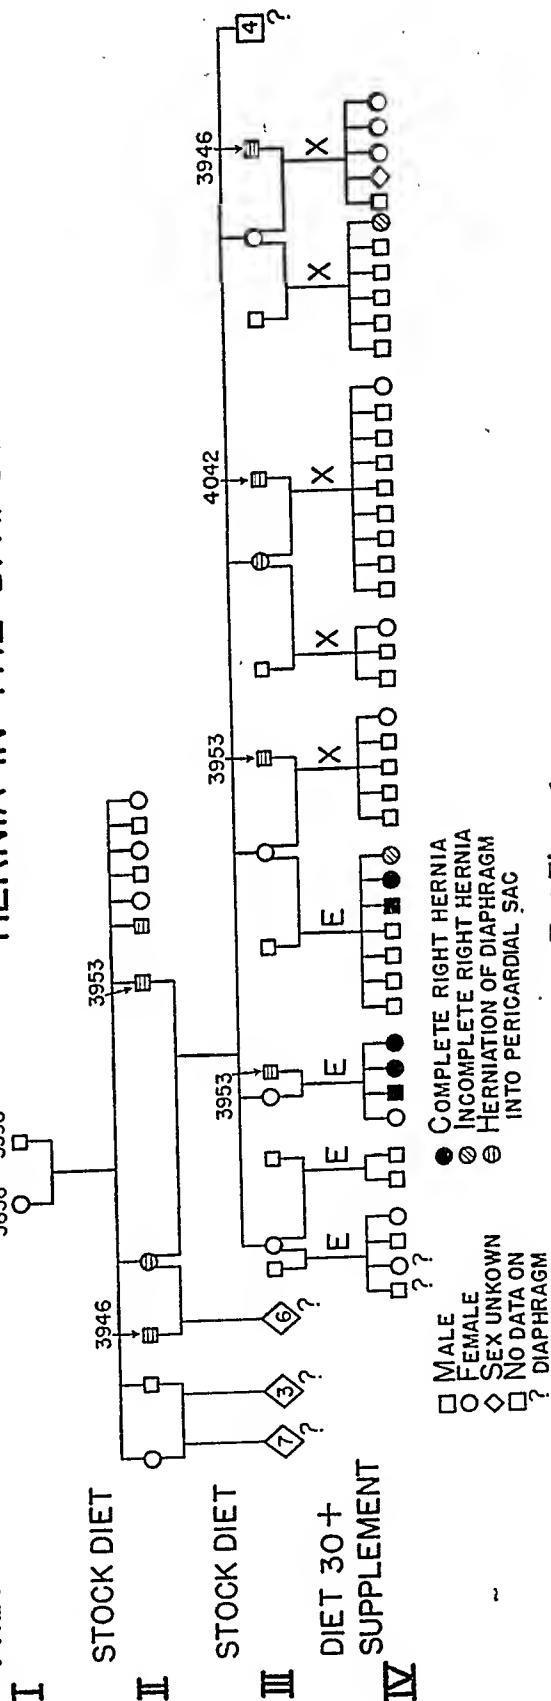 HERNIA IN THE
I
STOCK DIET
3946
3953
II
STOCK DIET
7 ?
3 ?
6 ?
3953
3953
4042
3946
4 ?
III
DIET 30+
SUPPLEMENT
E
E
E
E
X
X
X
X
X
? ?
IV
□ MALE
○ FEMALE
◇ SEX UNKOWN
□ NO DATA ON
? DIAPHRAGM
COMPLETE RIGHT HERNIA
INCOMPLETE RIGHT HERNIA
HERNIATION OF DIAPHRAGM
INTO PERICARDIAL SAC